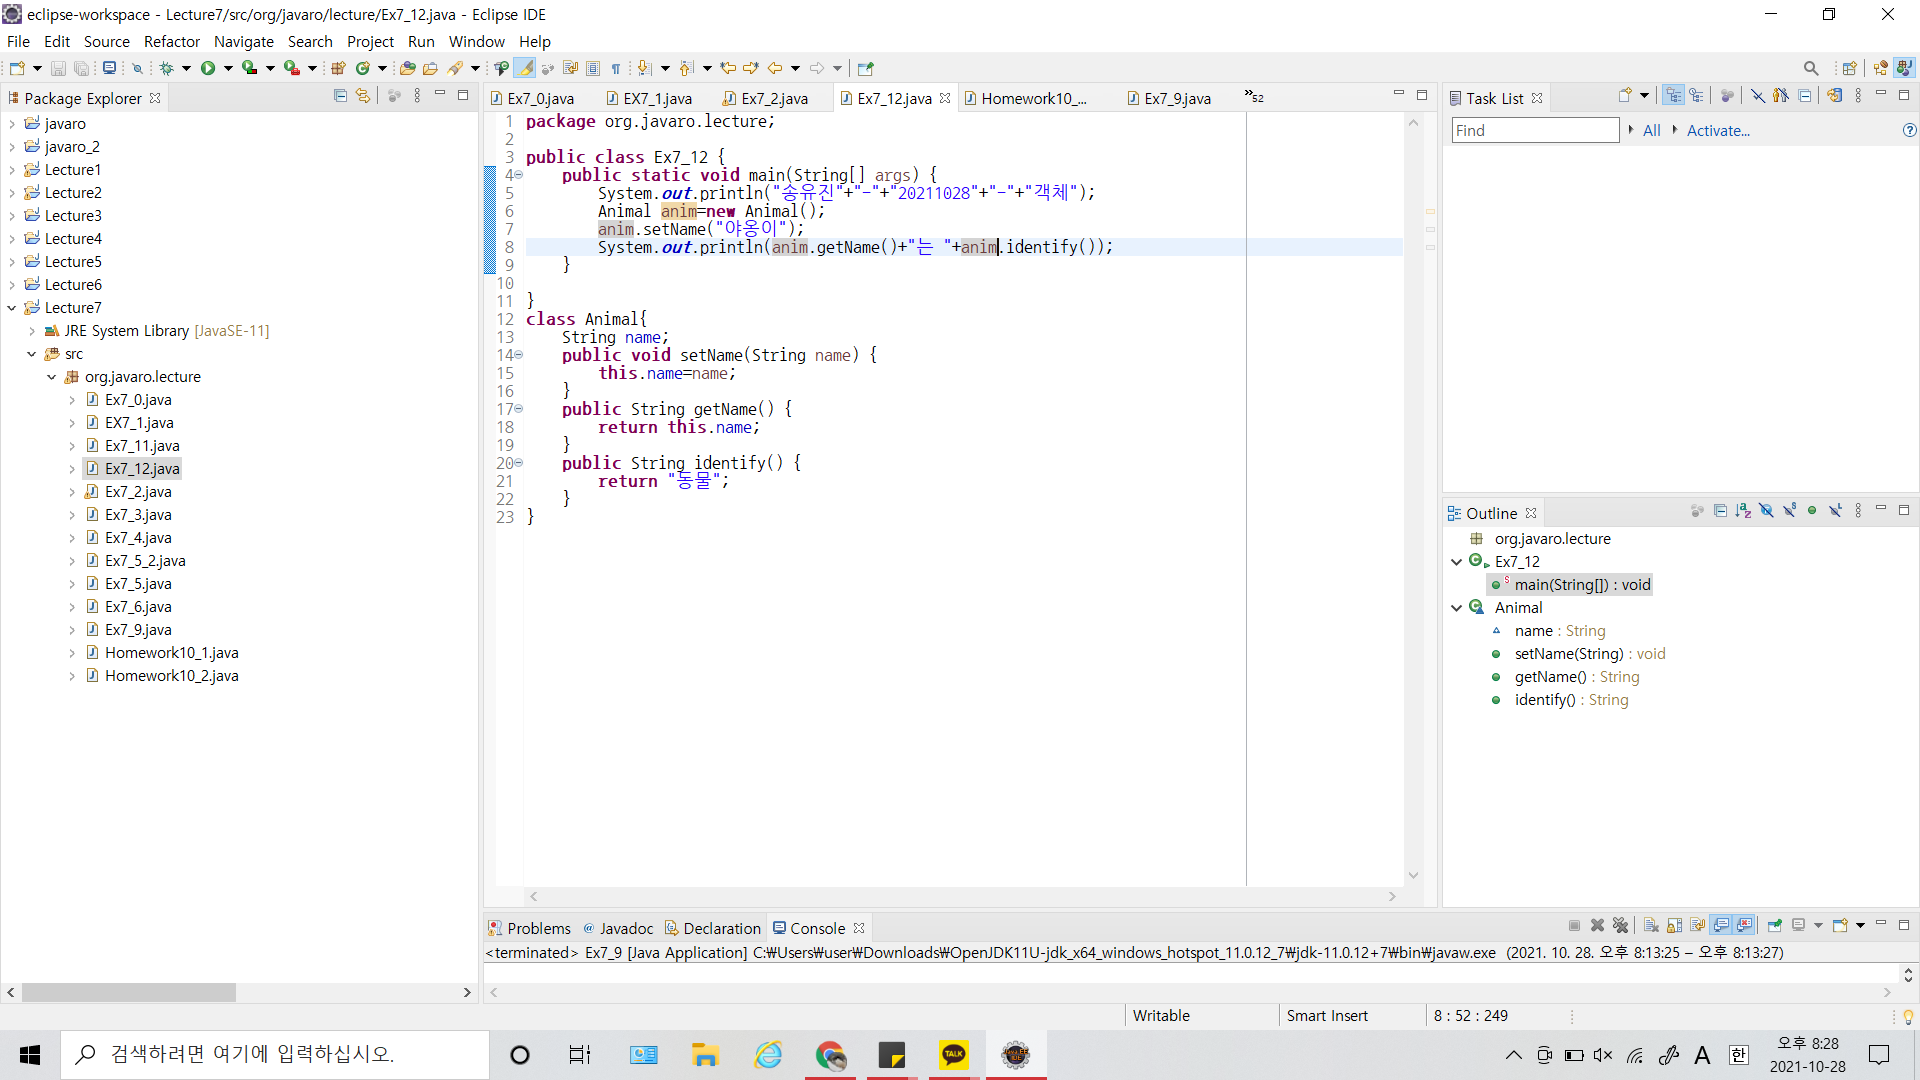 eclipse-workspace - Lecture7/src/org/javaro/lecture/Ex7_12.java - Eclipse IDE
File Edit Source Refactor Navigate Search Project Run Window Help
Package Explorer
javaro
javaro_2
Lecture1
Lecture2
Lecture3
Lecture4
Lecture5
Lecture6
Lecture7
JRE System Library [JavaSE-11]
src
org.javaro.lecture
Ex7_0.java
EX7_1.java
Ex7_11.java
Ex7_12.java
Ex7_2.java
Ex7_3.java
Ex7_4.java
Ex7_5_2.java
Ex7_5.java
Ex7_6.java
Ex7_9.java
Homework10_1.java
Homework10_2.java
Ex7_0.java EX7_1.java Ex7_2.java Ex7_12.java Homework10_... Ex7_9.java »52
1 package org.javaro.lecture;
2
3 public class Ex7_12 {
4 public static void main(String[] args) {
5 System.out.println("송유진"+"-"+"20211028"+"-"+"객체");
6 Animal anim=new Animal();
7 anim.setName("야옹이");
8 System.out.println(anim.getName()+"는 "+anim.identify());
9 }
10
11 }
12 class Animal{
13 String name;
14 public void setName(String name) {
15 this.name=name;
16 }
17 public String getName() {
18 return this.name;
19 }
20 public String identify() {
21 return "동물";
22 }
23 }
Task List
Find All Activate...
Outline
org.javaro.lecture
Ex7_12
main(String[]) : void
Animal
name : String
setName(String) : void
getName() : String
identify() : String
Problems Javadoc Declaration Console
<terminated> Ex7_9 [Java Application] C:₩Users₩user₩Downloads₩OpenJDK11U-jdk_x64_windows_hotspot_11.0.12_7₩jdk-11.0.12+7₩bin₩javaw.exe (2021. 10. 28. 오후 8:13:25 – 오후 8:13:27)
Writable Smart Insert 8 : 52 : 249
검색하려면 여기에 입력하십시오.
TALK
A 한
오후 8:28
2021-10-28